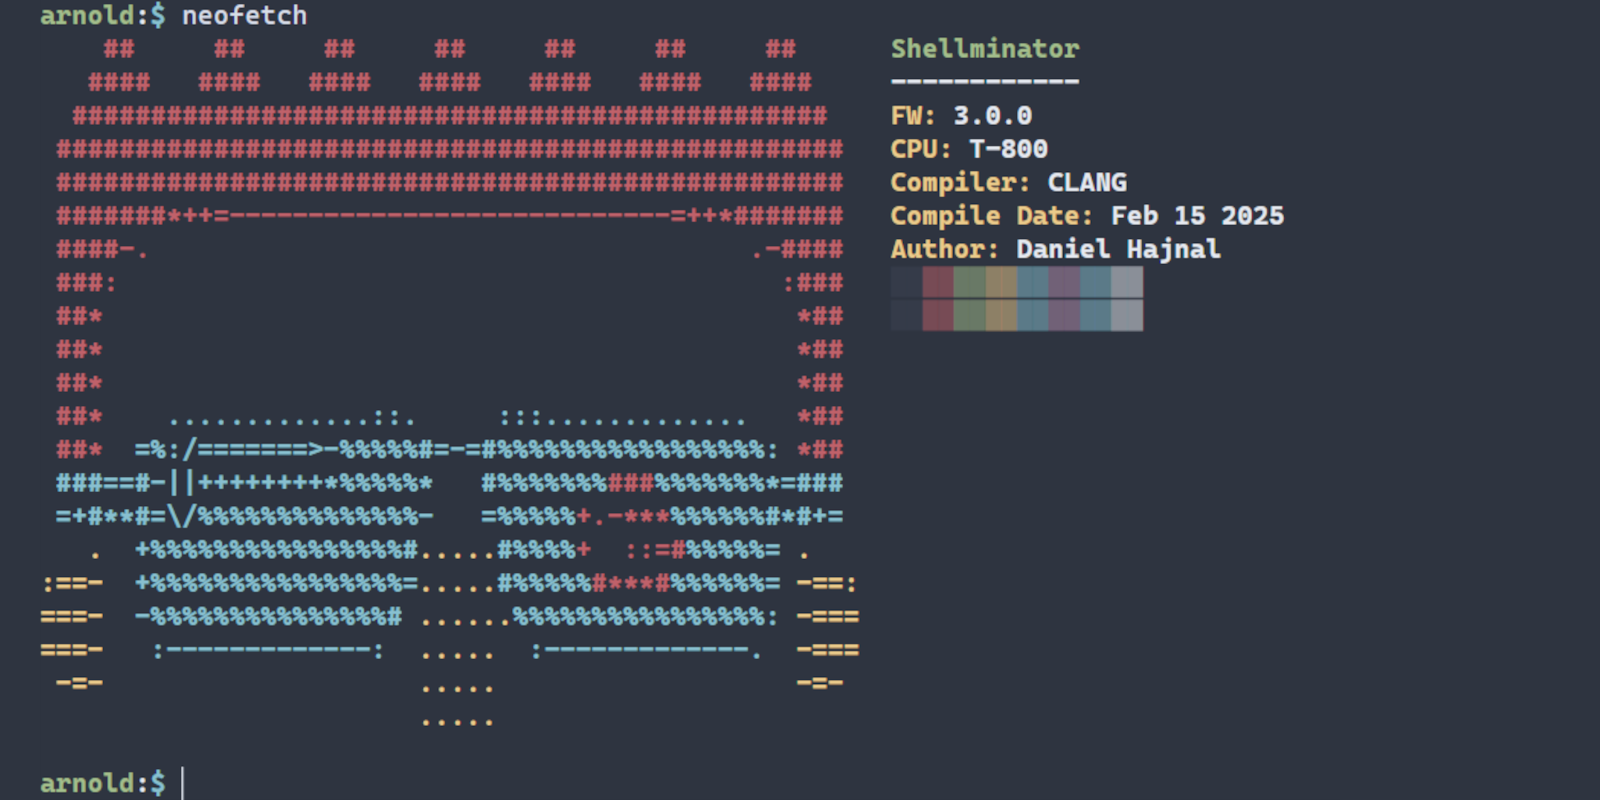 arnold:$ neofetch
Shellminator
------------
FW: 3.0.0
CPU: T-800
Compiler: CLANG
Compile Date: Feb 15 2025
Author: Daniel Hajnal
arnold:$